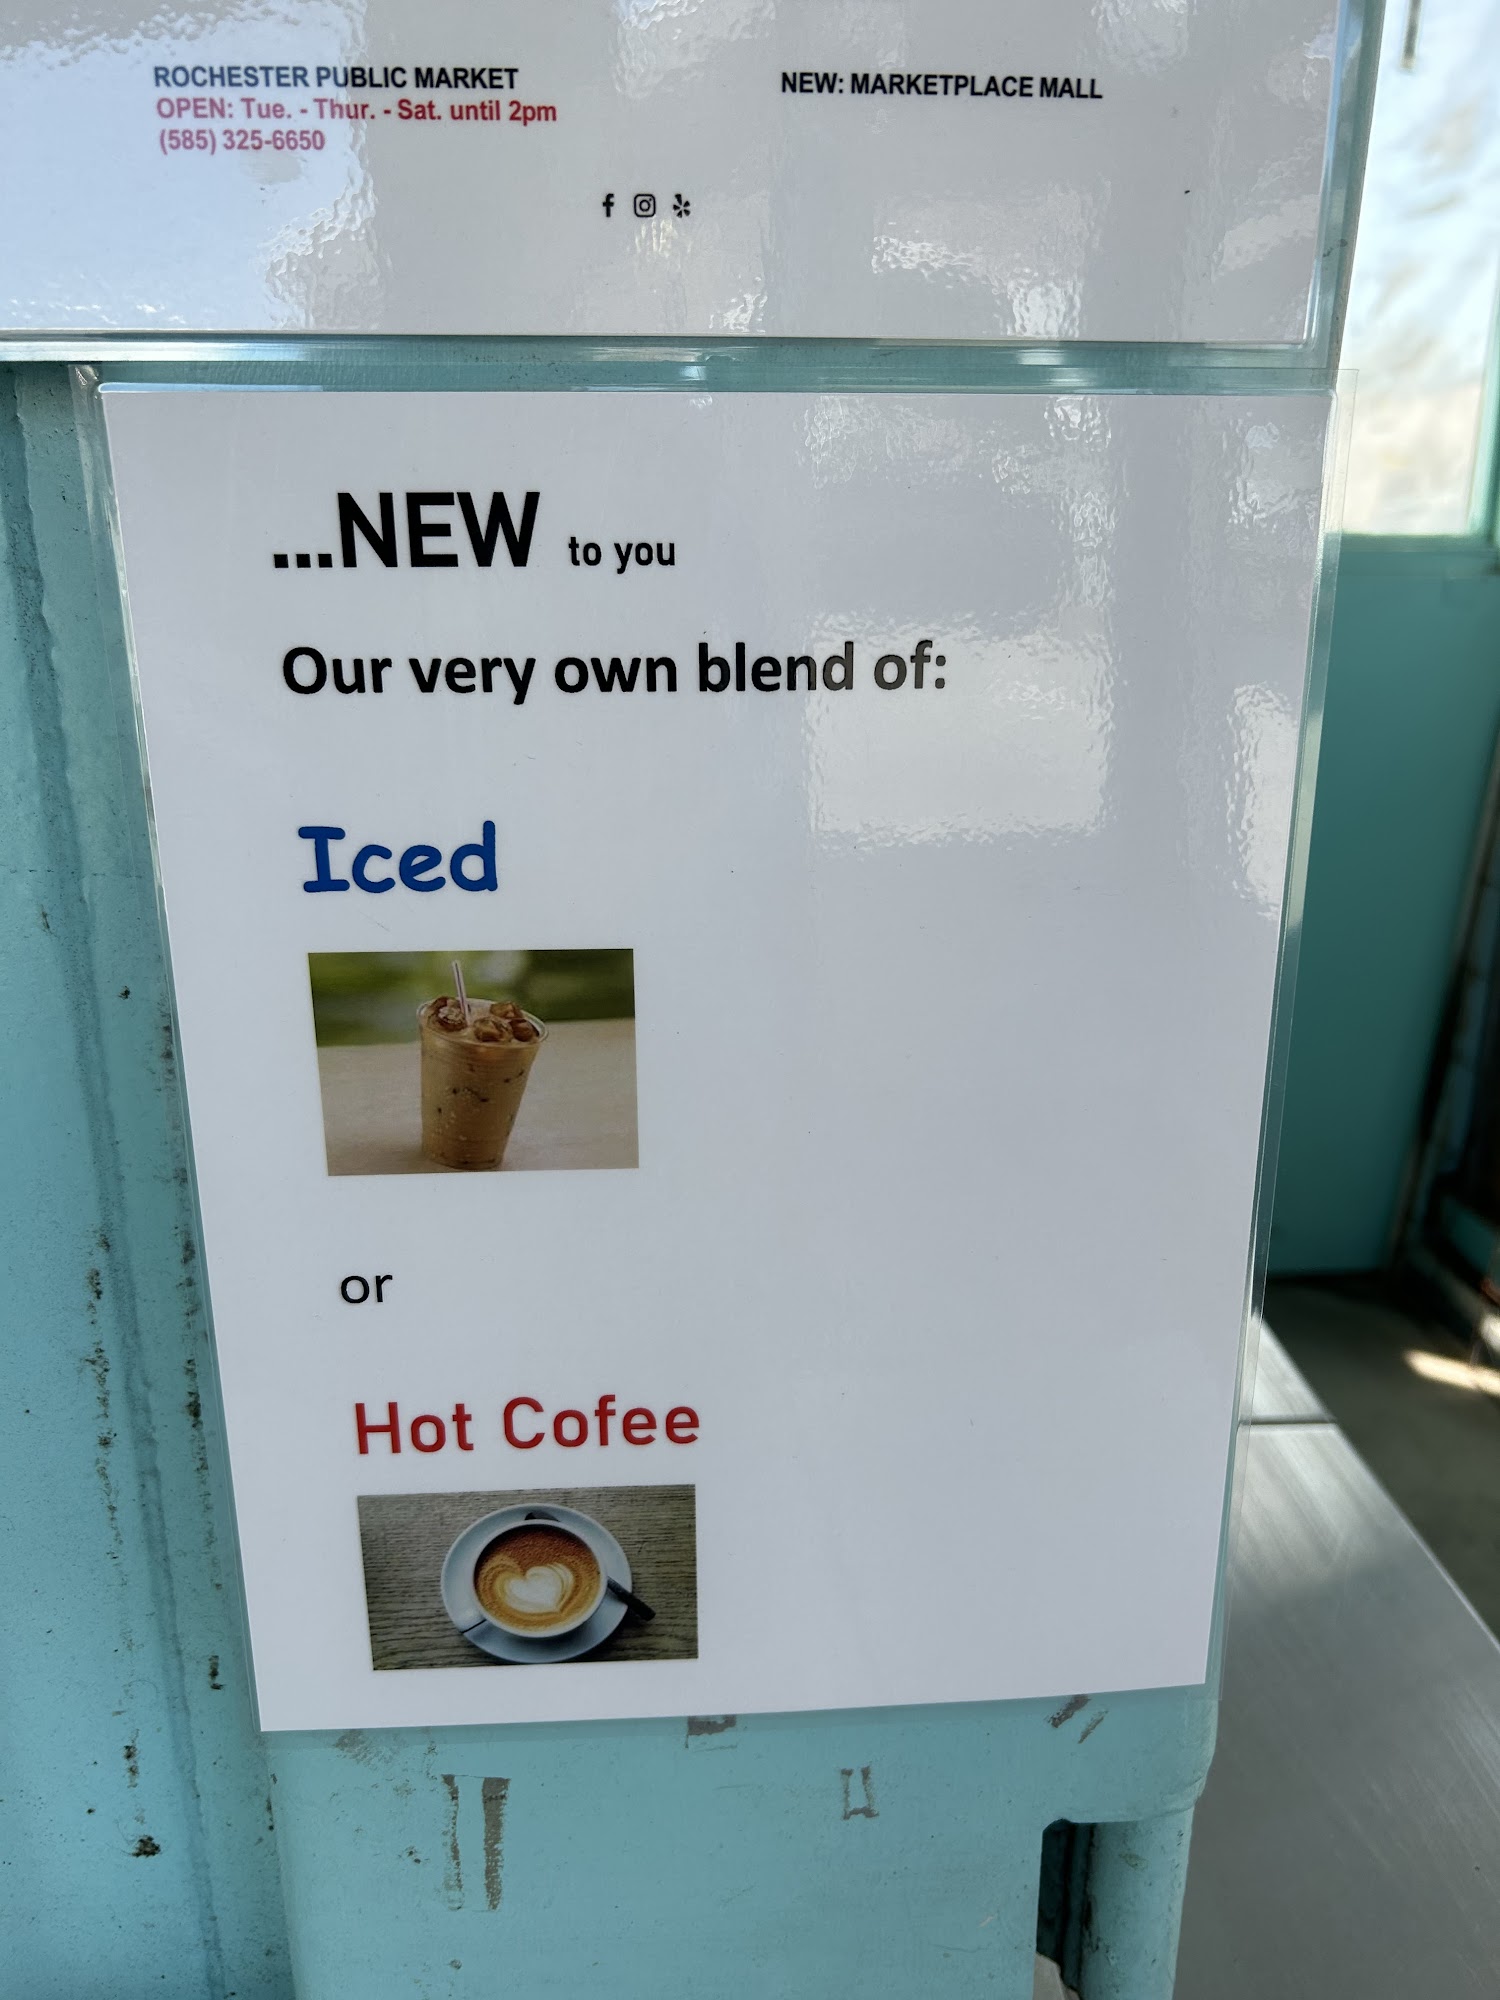 ROCHESTER PUBLIC MARKET
OPEN: Tue. - Thur. - Sat. until 2pm
(585) 325-6650
NEW: MARKETPLACE MALL
...NEW to you
Our very own blend of:
Iced
or
Hot Cofee